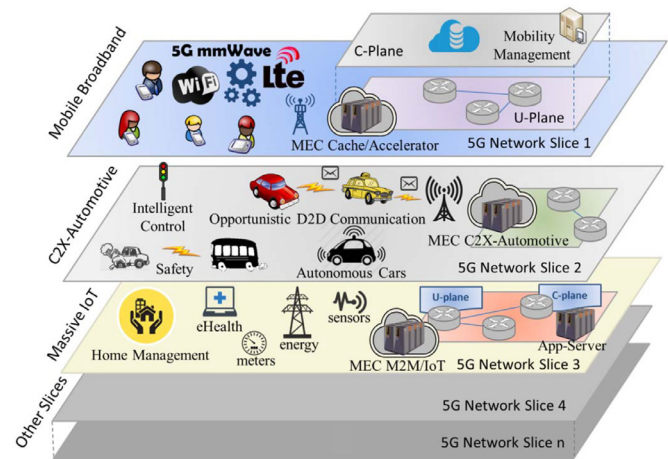 C-Plane
Mobility
Management
5G mmWave
WiFi
Lte
Mobile Broadband
U-Plane
MEC Cache/Accelerator
5G Network Slice 1
C2X-Automotive
Intelligent
Control
Opportunistic D2D Communication
MEC C2X-Automotive
Safety
Autonomous Cars
5G Network Slice 2
Massive IoT
U-plane
C-plane
Home Management
eHealth
meters
energy
sensors
MEC M2M/IoT
App-Server
5G Network Slice 3
Other Slices
5G Network Slice 4
5G Network Slice n